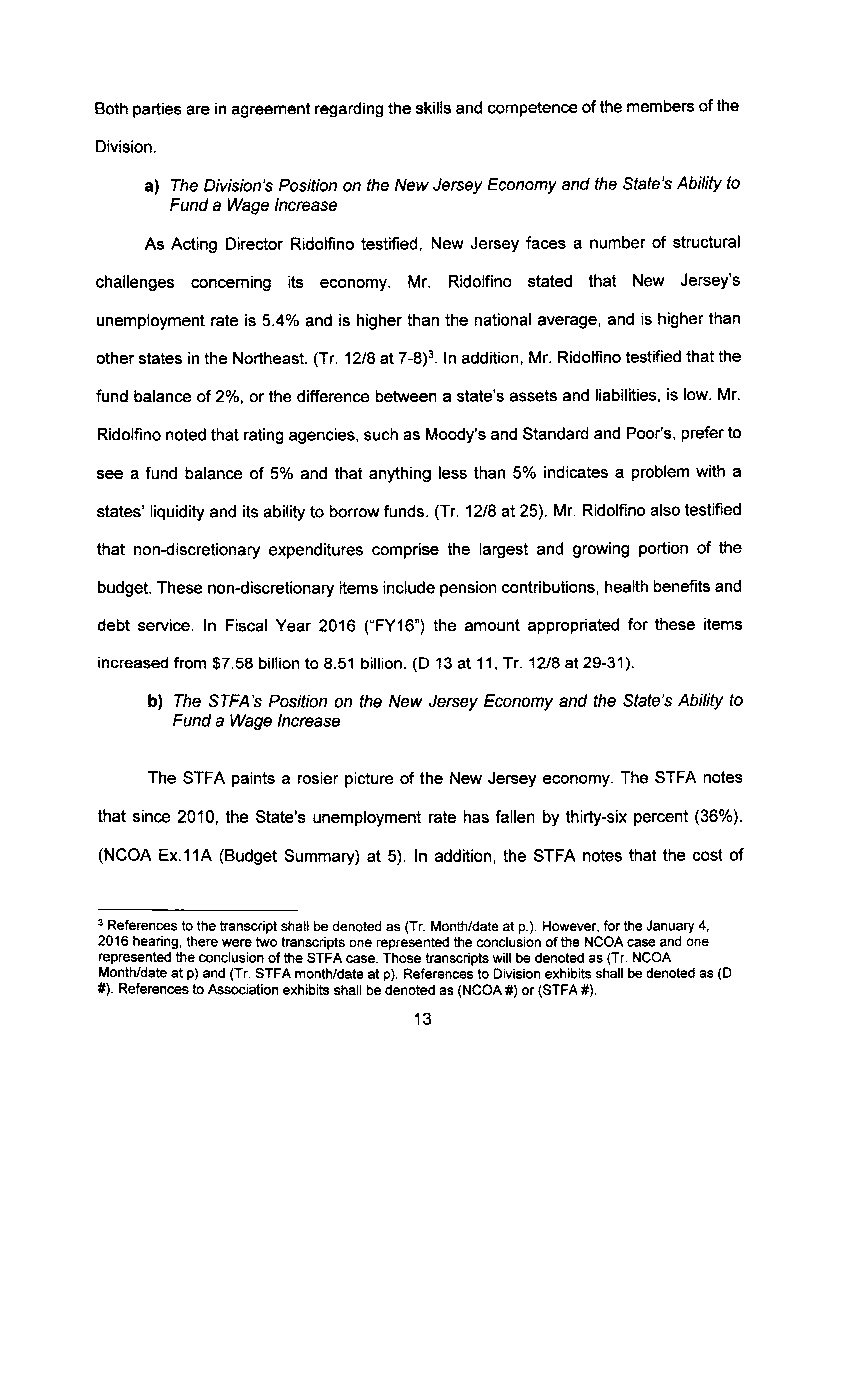 Both parties are in agreement regarding the skills and competence of the members of the
Division.
a) The Division's Position on the New Jersey Economy and the State's Ability to
Fund a Wage Increase
As Acting Director Ridolfino testified, New Jersey faces a number of structural
challenges concerning its economy. Mr. Ridolfino stated that New Jersey's
unemployment rate is 5.4% and is higher than the national average, and is higher than
other states in the Northeast. (Tr. 12/8 at 7-8)³. In addition, Mr. Ridolfino testified that the
fund balance of 2%, or the difference between a state's assets and liabilities, is low. Mr.
Ridolfino noted that rating agencies, such as Moody's and Standard and Poor's, prefer to
see a fund balance of 5% and that anything less than 5% indicates a problem with a
states' liquidity and its ability to borrow funds. (Tr. 12/8 at 25). Mr. Ridolfino also testified
that non-discretionary expenditures comprise the largest and growing portion of the
budget. These non-discretionary items include pension contributions, health benefits and
debt service. In Fiscal Year 2016 ("FY16") the amount appropriated for these items
increased from $7.58 billion to 8.51 billion. (D 13 at 11, Tr. 12/8 at 29-31).
b) The STFA's Position on the New Jersey Economy and the State's Ability to
Fund a Wage Increase
The STFA paints a rosier picture of the New Jersey economy. The STFA notes
that since 2010, the State's unemployment rate has fallen by thirty-six percent (36%).
(NCOA Ex.11A (Budget Summary) at 5). In addition, the STFA notes that the cost of
³ References to the transcript shall be denoted as (Tr. Month/date at p.). However, for the January 4,
2016 hearing, there were two transcripts one represented the conclusion of the NCOA case and one
represented the conclusion of the STFA case. Those transcripts will be denoted as (Tr. NCOA
Month/date at p) and (Tr. STFA month/date at p). References to Division exhibits shall be denoted as (D
#). References to Association exhibits shall be denoted as (NCOA #) or (STFA #).
13